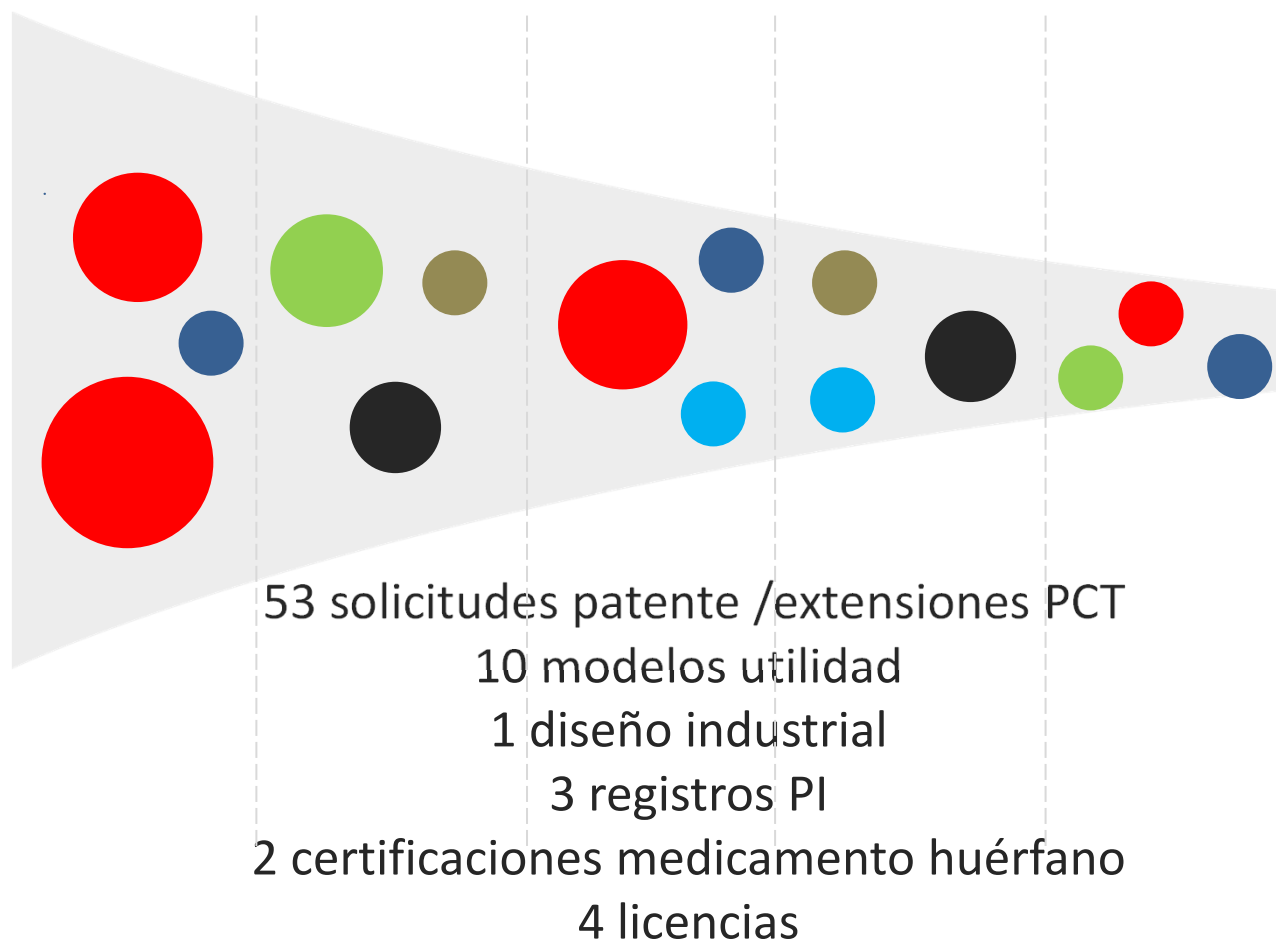 53 solicitudes patente /extensiones PCT
10 modelos utilidad
1 diseño industrial
3 registros PI
2 certificaciones medicamento huérfano
4 licencias